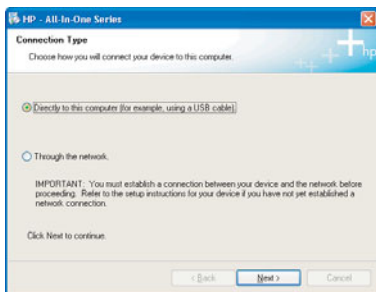 HP - All-In-One Series
Connection Type
Choose how you will connect your device to this computer.
hp
Directly to this computer (for example, using a USB cable).
Through the network.
IMPORTANT: You must establish a connection between your device and the network before
proceeding. Refer to the setup instructions for your device if you have not yet established a
network connection.
Click Next to continue.
< Back
Next >
Cancel